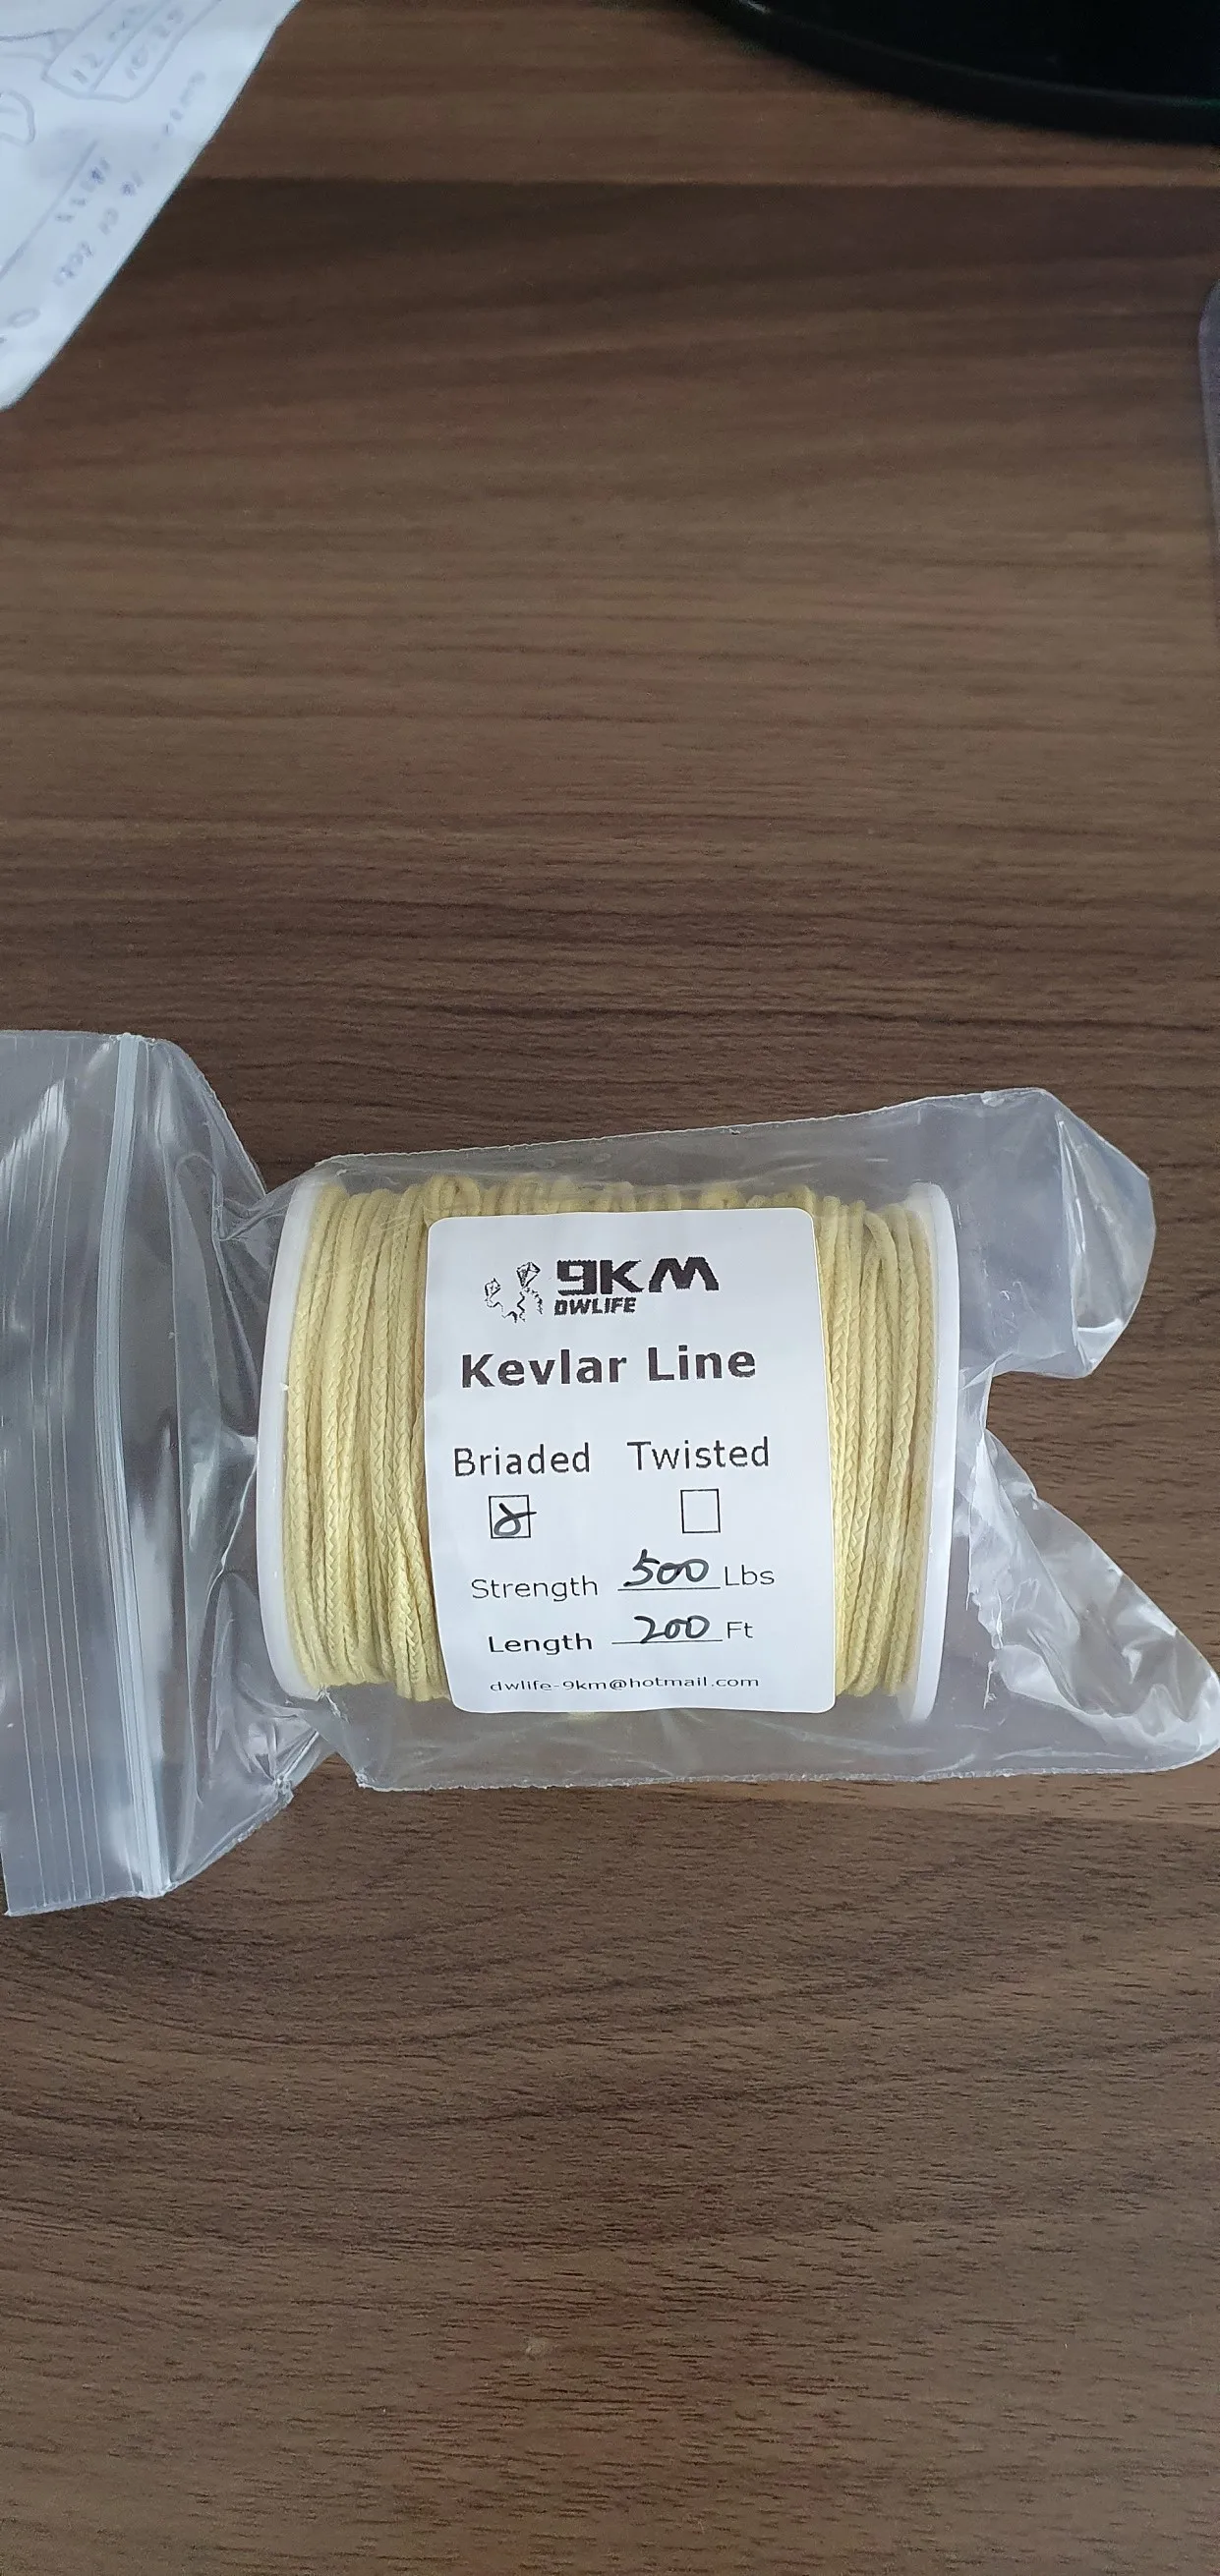 9KM
DWLIFE
Kevlar Line
Briaded Twisted
Strength 500 Lbs
Length 200 Ft
dwlife-9km@hotmail.com